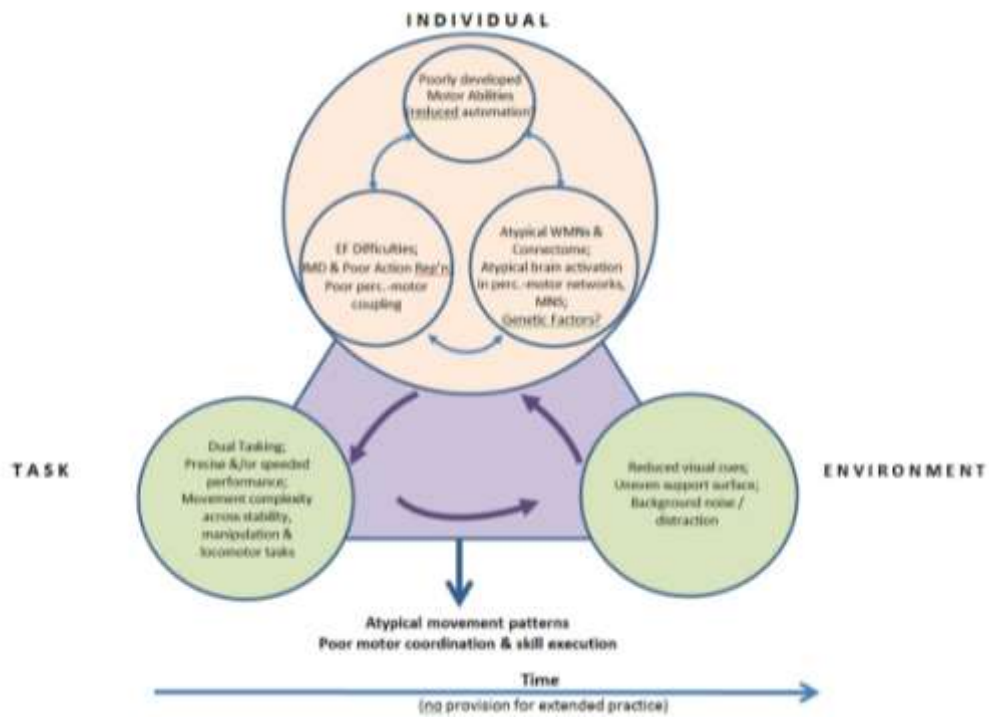 INDIVIDUAL
Poorly developed
Motor Abilities
(reduced automation)
EF Difficulties;
IMD & Poor Action Rep'n
Poor perc.-motor
coupling
Atypical WMNs &
Connectome;
Atypical brain activation
in perc.-motor networks,
MNS;
Genetic Factors?
TASK
Dual Tasking;
Precise &/or speeded
performance;
Movement complexity
across stability,
manipulation &
locomotor tasks
ENVIRONMENT
Reduced visual cues;
Uneven support surface;
Background noise /
distraction
Atypical movement patterns
Poor motor coordination & skill execution
Time
(no provision for extended practice)